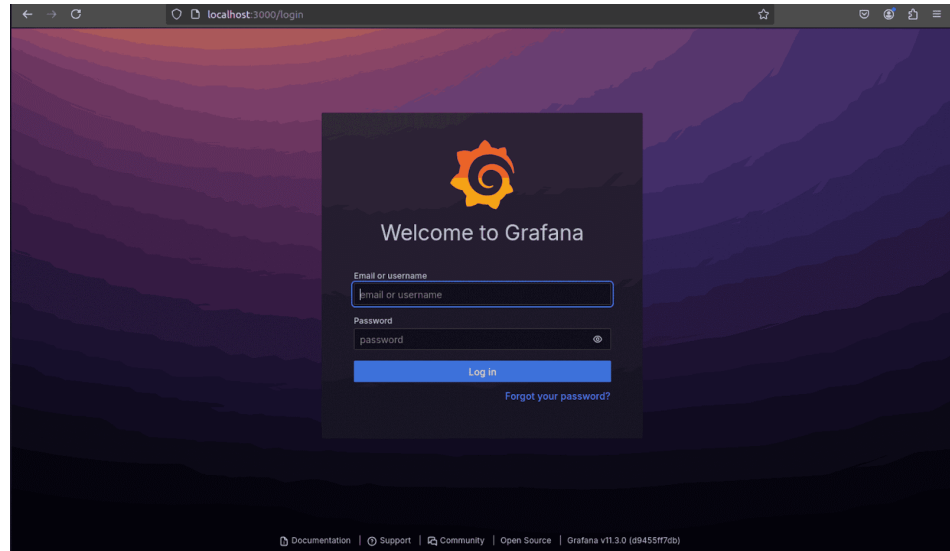 localhost:3000/login
Welcome to Grafana
Email or username
email or username
Password
password
Log in
Forgot your password?
Documentation | Support | Community | Open Source | Grafana v11.3.0 (d9455ff7db)